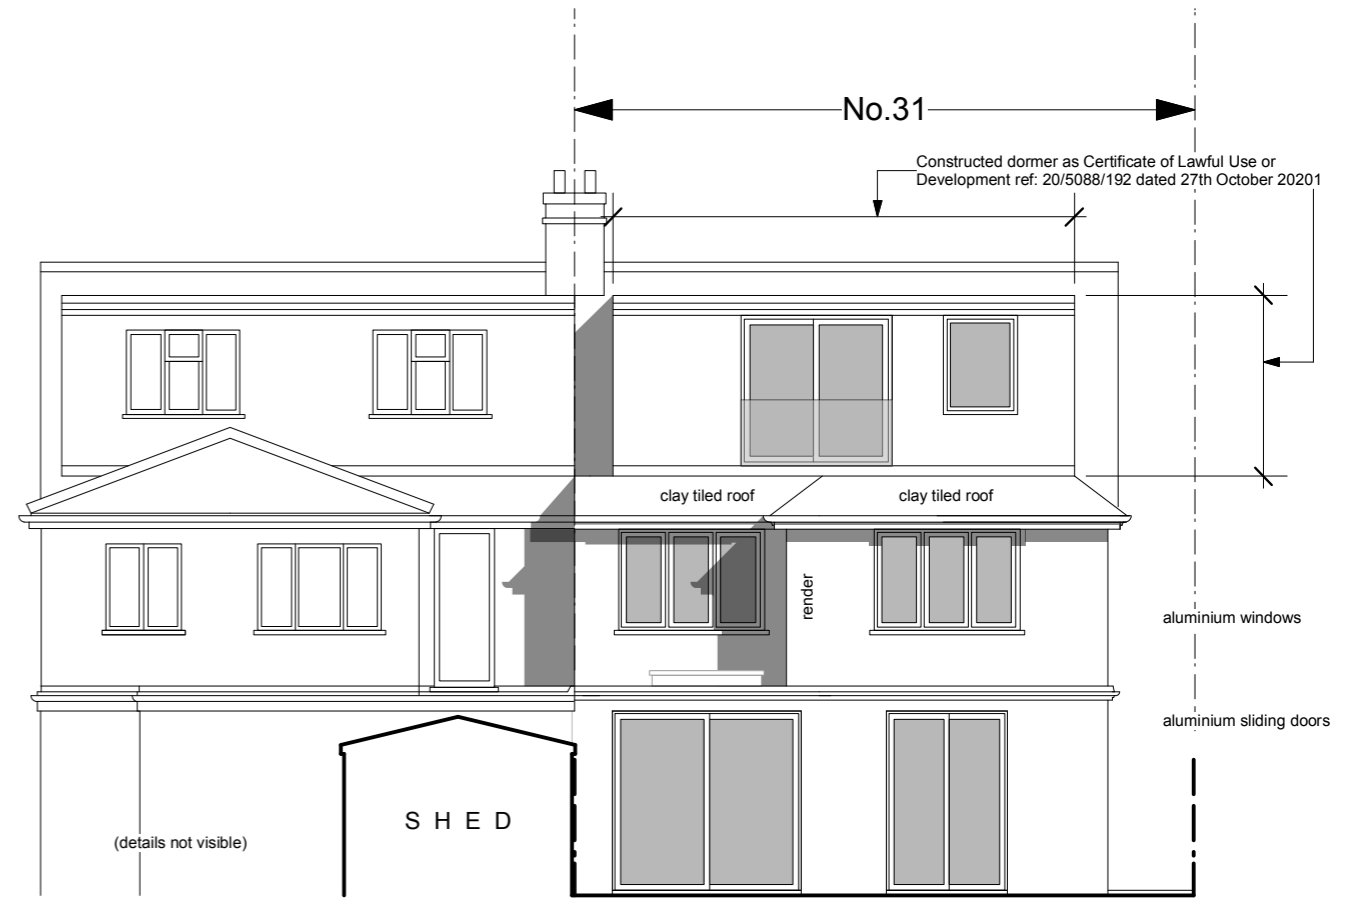 No.31
Constructed dormer as Certificate of Lawful Use or
Development ref: 20/5088/192 dated 27th October 20201
clay tiled roof
clay tiled roof
render
aluminium windows
aluminium sliding doors
S H E D
(details not visible)